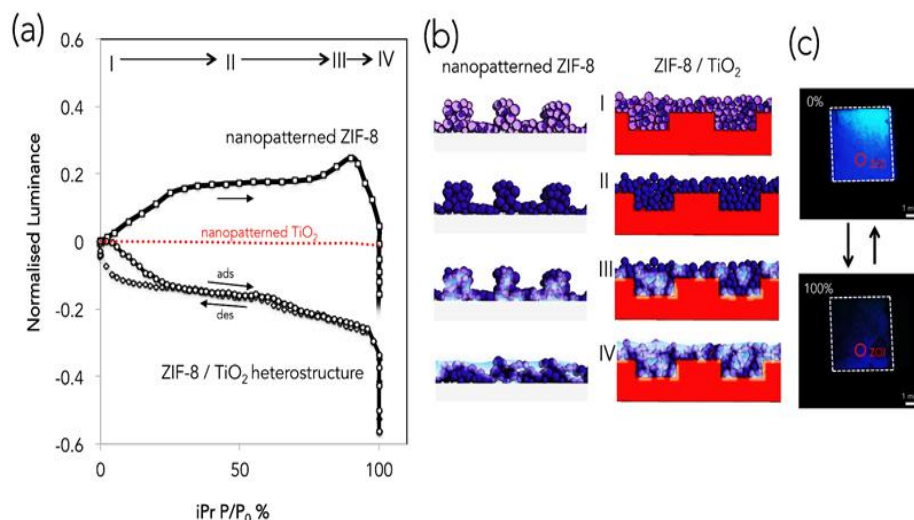 (a)
0.6
0.4
0.2
0
-0.2
-0.4
-0.6
Normalised Luminance
I II III IV
nanopatterned ZIF-8
nanopatterned TiO2
ads
des
ZIF-8 / TiO2 heterostructure
0 50 100
iPr P/P0 %
(b)
nanopatterned ZIF-8
ZIF-8 / TiO2
I
II
III
IV
(c)
0%
100%
1 m